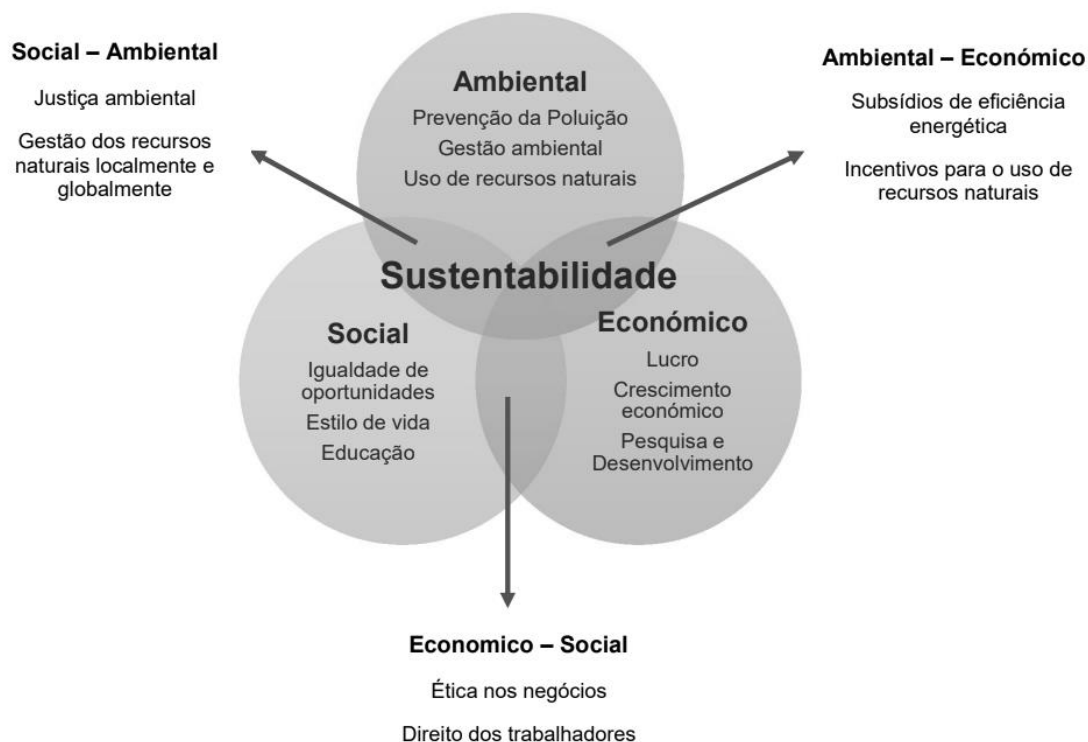 Social – Ambiental
Justiça ambiental
Gestão dos recursos
naturais localmente e
globalmente
Ambiental
Prevenção da Poluição
Gestão ambiental
Uso de recursos naturais
Ambiental – Económico
Subsídios de eficiência
energética
Incentivos para o uso de
recursos naturais
Sustentabilidade
Social
Igualdade de
oportunidades
Estilo de vida
Educação
Económico
Lucro
Crescimento
económico
Pesquisa e
Desenvolvimento
Economico – Social
Ética nos negócios
Direito dos trabalhadores